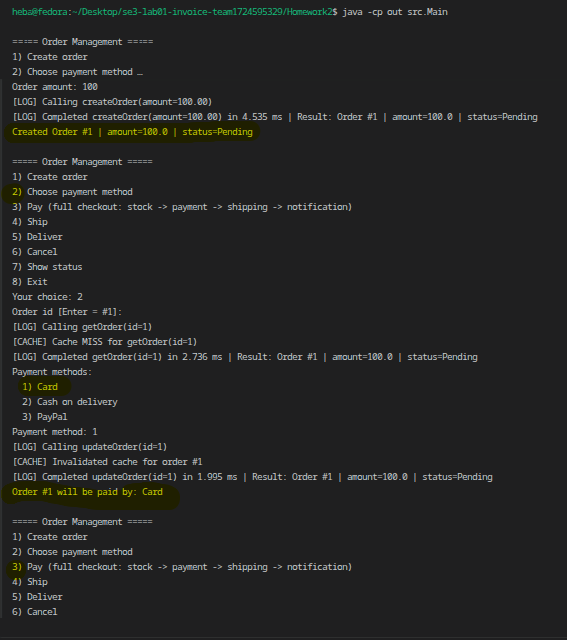 heba@fedora:~/Desktop/se3-lab01-invoice-team1724595329/Homework2$ java -cp out src.Main
===== Order Management =====
1) Create order
2) Choose payment method …
Order amount: 100
[LOG] Calling createOrder(amount=100.00)
[LOG] Completed createOrder(amount=100.00) in 4.535 ms | Result: Order #1 | amount=100.0 | status=Pending
Created Order #1 | amount=100.0 | status=Pending
===== Order Management =====
1) Create order
2) Choose payment method
3) Pay (full checkout: stock -> payment -> shipping -> notification)
4) Ship
5) Deliver
6) Cancel
7) Show status
8) Exit
Your choice: 2
Order id [Enter = #1]:
[LOG] Calling getOrder(id=1)
[CACHE] Cache MISS for getOrder(id=1)
[LOG] Completed getOrder(id=1) in 2.736 ms | Result: Order #1 | amount=100.0 | status=Pending
Payment methods:
1) Card
2) Cash on delivery
3) PayPal
Payment method: 1
[LOG] Calling updateOrder(id=1)
[CACHE] Invalidated cache for order #1
[LOG] Completed updateOrder(id=1) in 1.995 ms | Result: Order #1 | amount=100.0 | status=Pending
Order #1 will be paid by: Card
===== Order Management =====
1) Create order
2) Choose payment method
3) Pay (full checkout: stock -> payment -> shipping -> notification)
4) Ship
5) Deliver
6) Cancel